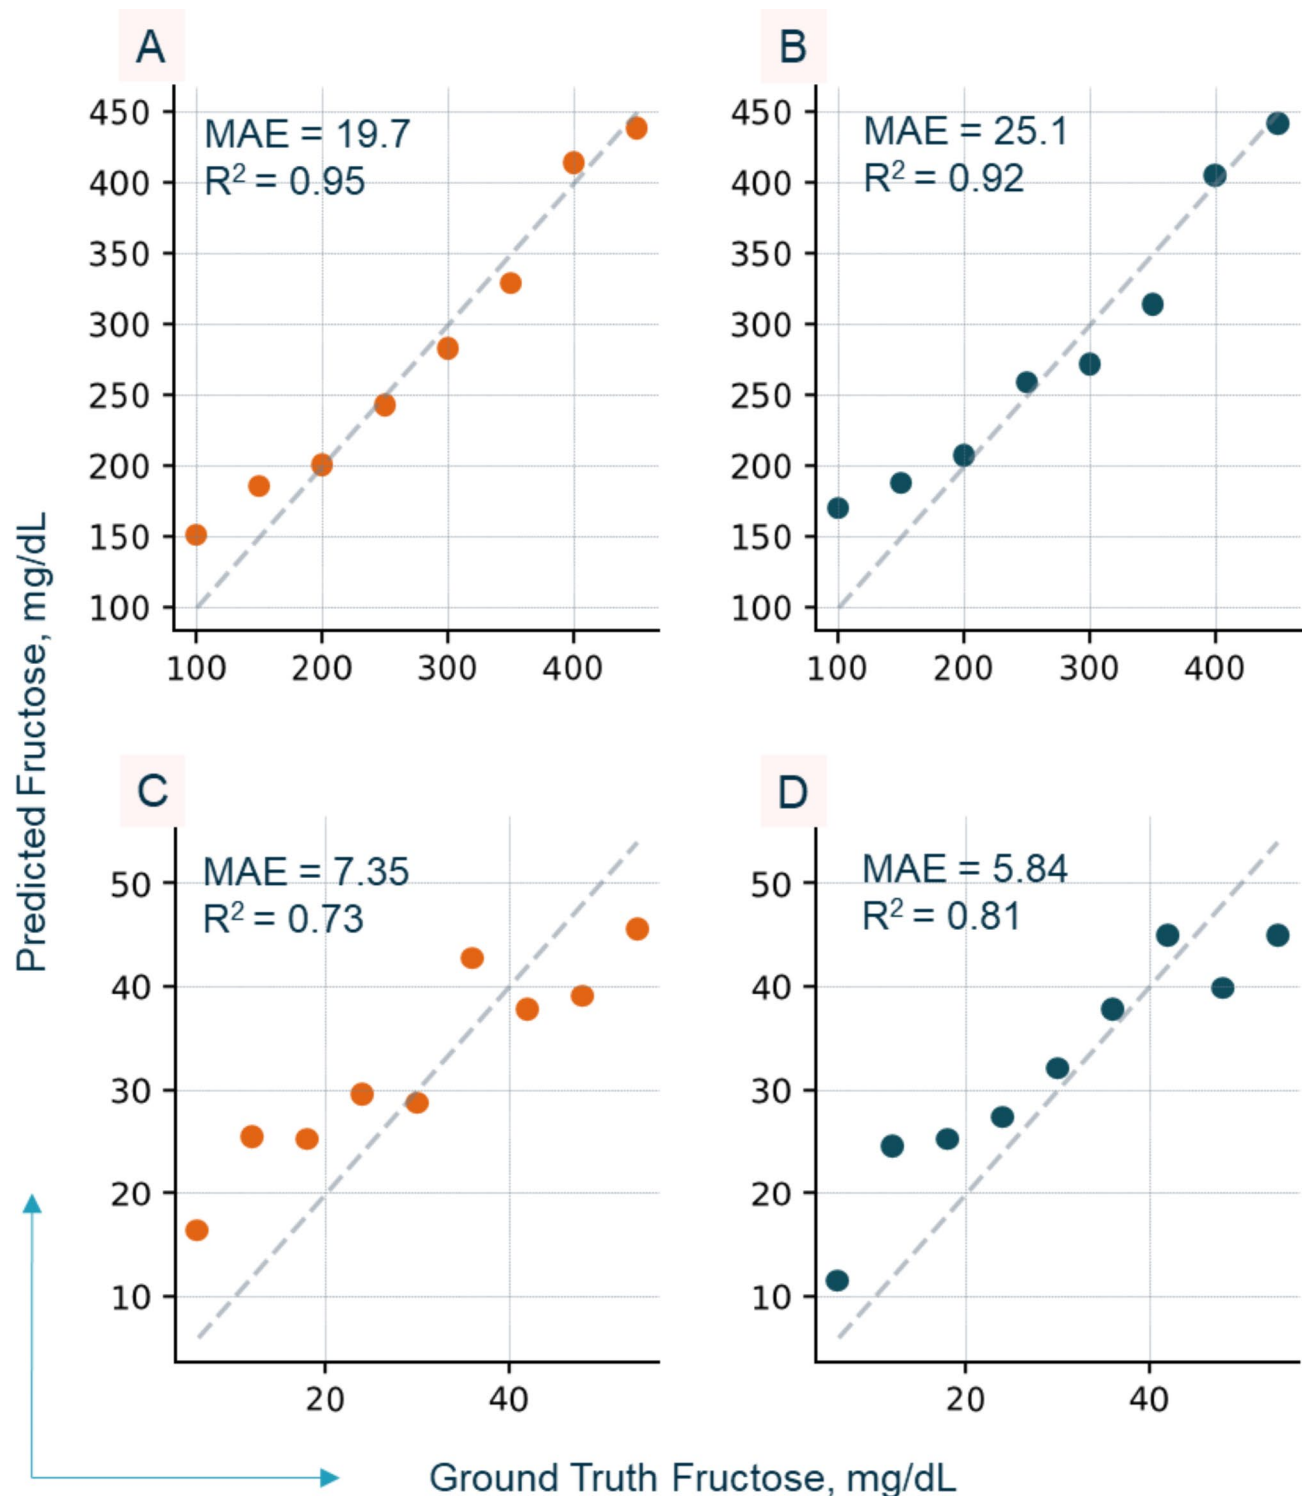 A
MAE = 19.7
R² = 0.95
450
400
350
300
250
200
150
100
100 200 300 400
B
MAE = 25.1
R² = 0.92
450
400
350
300
250
200
150
100
100 200 300 400
Predicted Fructose, mg/dL
C
MAE = 7.35
R² = 0.73
50
40
30
20
10
20 40
D
MAE = 5.84
R² = 0.81
50
40
30
20
10
20 40
Ground Truth Fructose, mg/dL